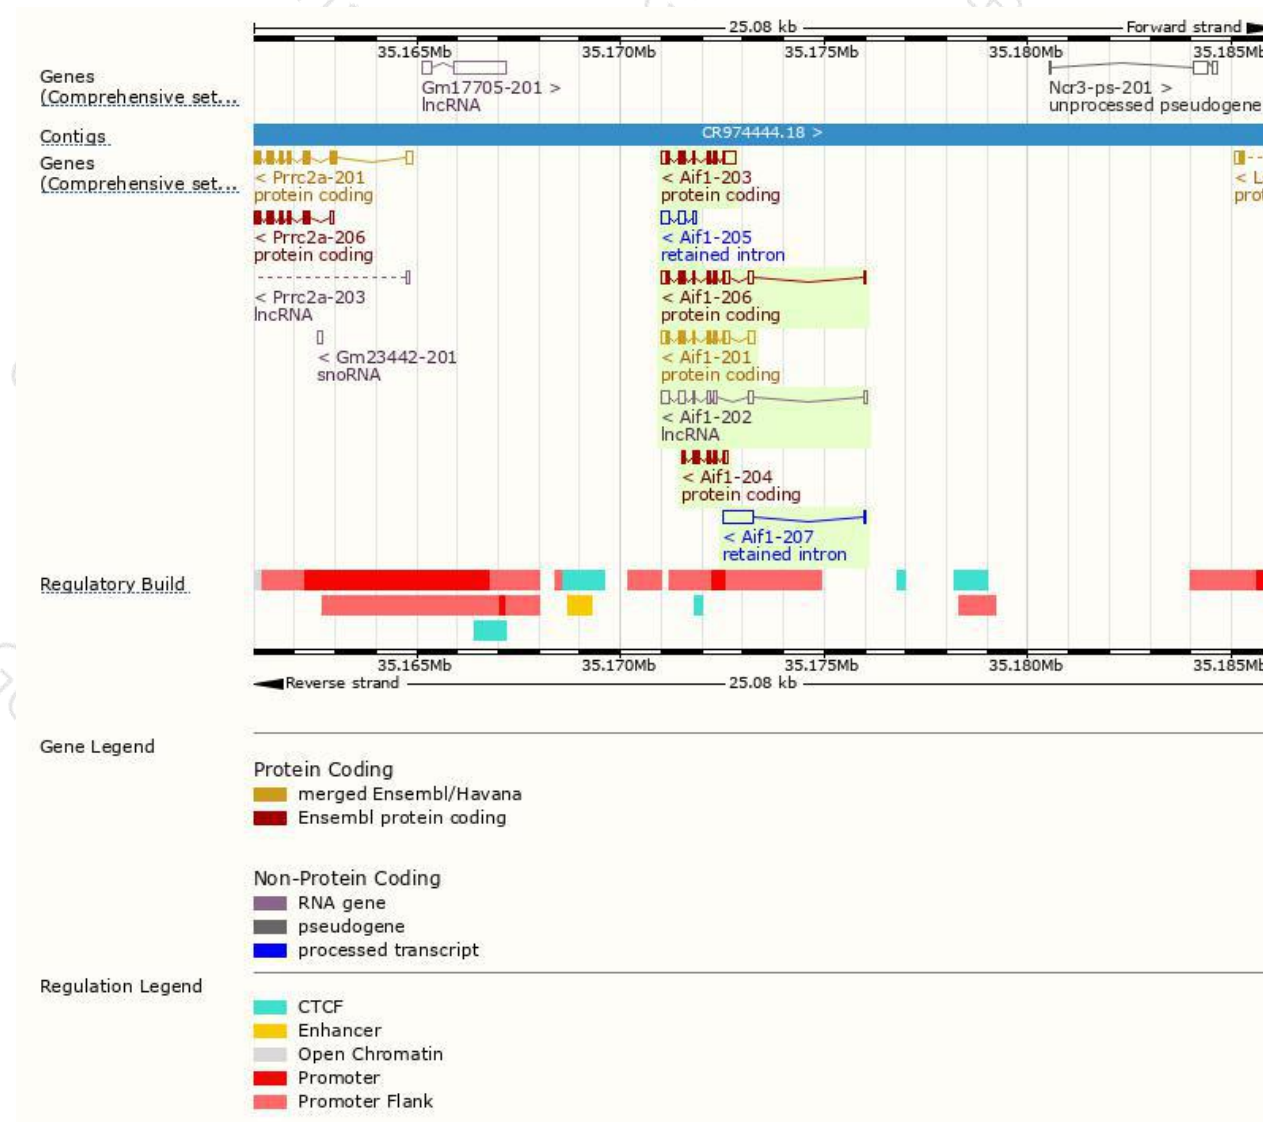 25.08 kb Forward strand
35.165Mb 35.170Mb 35.175Mb 35.180Mb 35.185Mb
Genes
(Comprehensive set...
Gm17705-201 >
lncRNA
Ncr3-ps-201 >
unprocessed pseudogene
Contigs
CR974444.18 >
Genes
(Comprehensive set...
< Prrc2a-201
protein coding
< Aif1-203
protein coding
< L
pro
< Prrc2a-206
protein coding
< Aif1-205
retained intron
< Prrc2a-203
lncRNA
< Aif1-206
protein coding
< Gm23442-201
snoRNA
< Aif1-201
protein coding
< Aif1-202
lncRNA
< Aif1-204
protein coding
< Aif1-207
retained intron
Regulatory Build
35.165Mb 35.170Mb 35.175Mb 35.180Mb 35.185Mb
Reverse strand 25.08 kb
Gene Legend
Protein Coding
merged Ensembl/Havana
Ensembl protein coding
Non-Protein Coding
RNA gene
pseudogene
processed transcript
Regulation Legend
CTCF
Enhancer
Open Chromatin
Promoter
Promoter Flank